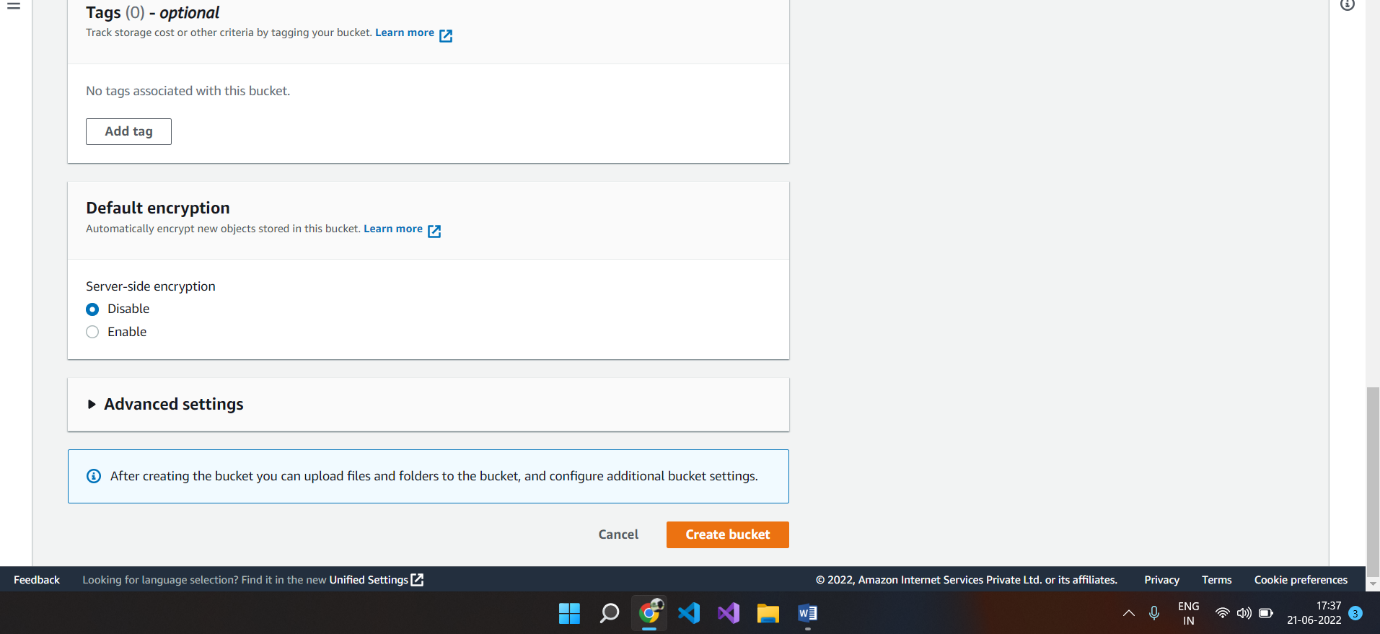 Tags (0) - optional
Track storage cost or other criteria by tagging your bucket. Learn more
No tags associated with this bucket.
Add tag
Default encryption
Automatically encrypt new objects stored in this bucket. Learn more
Server-side encryption
Disable
Enable
Advanced settings
After creating the bucket you can upload files and folders to the bucket, and configure additional bucket settings.
Cancel Create bucket
Feedback Looking for language selection? Find it in the new Unified Settings © 2022, Amazon Internet Services Private Ltd. or its affiliates. Privacy Terms Cookie preferences
ENG 17:37
IN 21-06-2022 3